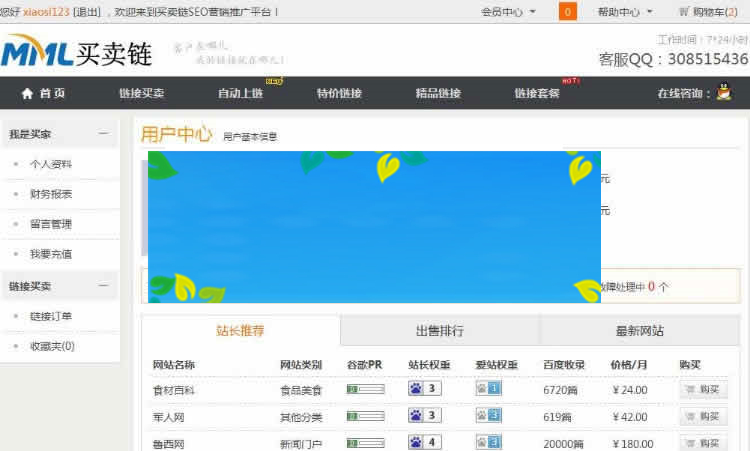 您好 xiaosi123 [退出] ，欢迎来到买卖链SEO营销推广平台！
会员中心 0 帮助中心 购物车(2)
MML买卖链
客户在哪儿
我的链接就在哪儿！
工作时间：7*24小时
客服QQ：308515436
首 页 链接买卖 自动上链 特价链接 精品链接 链接套餐 HOT! 在线咨询：
我是买家
个人资料
财务报表
留言管理
我要充值
链接买卖
链接订单
收藏夹(0)
用户中心 用户基本信息
元
元
故障处理中 0 个
站长推荐 出售排行 最新网站
网站名称 网站类别 谷歌PR 站长权重 爱站权重 百度收录 价格/月 购买
食材百科 食品美食 0 3 1 6720篇 ¥ 24.00 购买
军人网 其他分类 0 3 3 619篇 ¥ 42.00 购买
鲁西网 新闻门户 0 4 3 20000篇 ¥ 180.00 购买